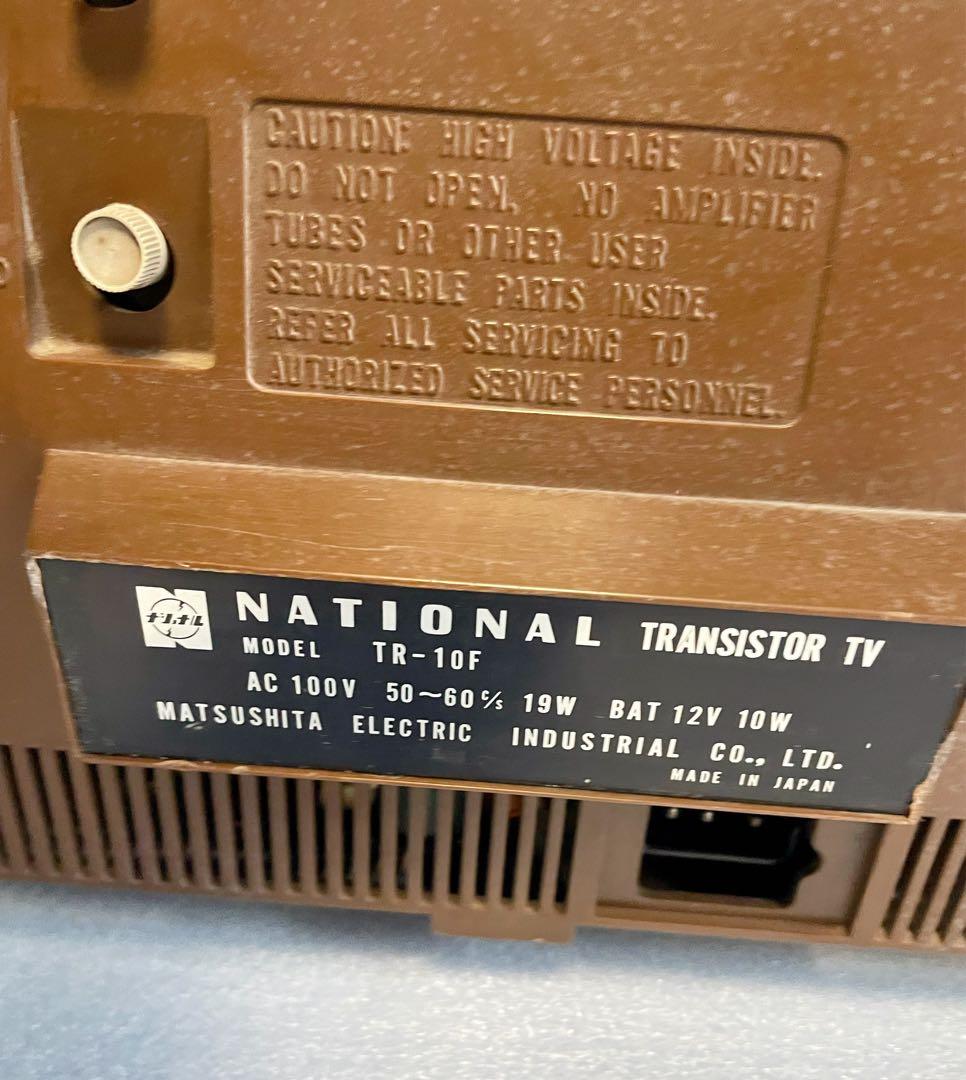 CAUTION: HIGH VOLTAGE INSIDE.
DO NOT OPEN. NO AMPLIFIER
TUBES OR OTHER USER
SERVICEABLE PARTS INSIDE.
REFER ALL SERVICING TO
AUTHORIZED SERVICE PERSONNEL.
ナショナル
NATIONAL TRANSISTOR TV
MODEL TR-10F
AC 100V 50~60 c/s 19W BAT 12V 10W
MATSUSHITA ELECTRIC INDUSTRIAL CO., LTD.
MADE IN JAPAN